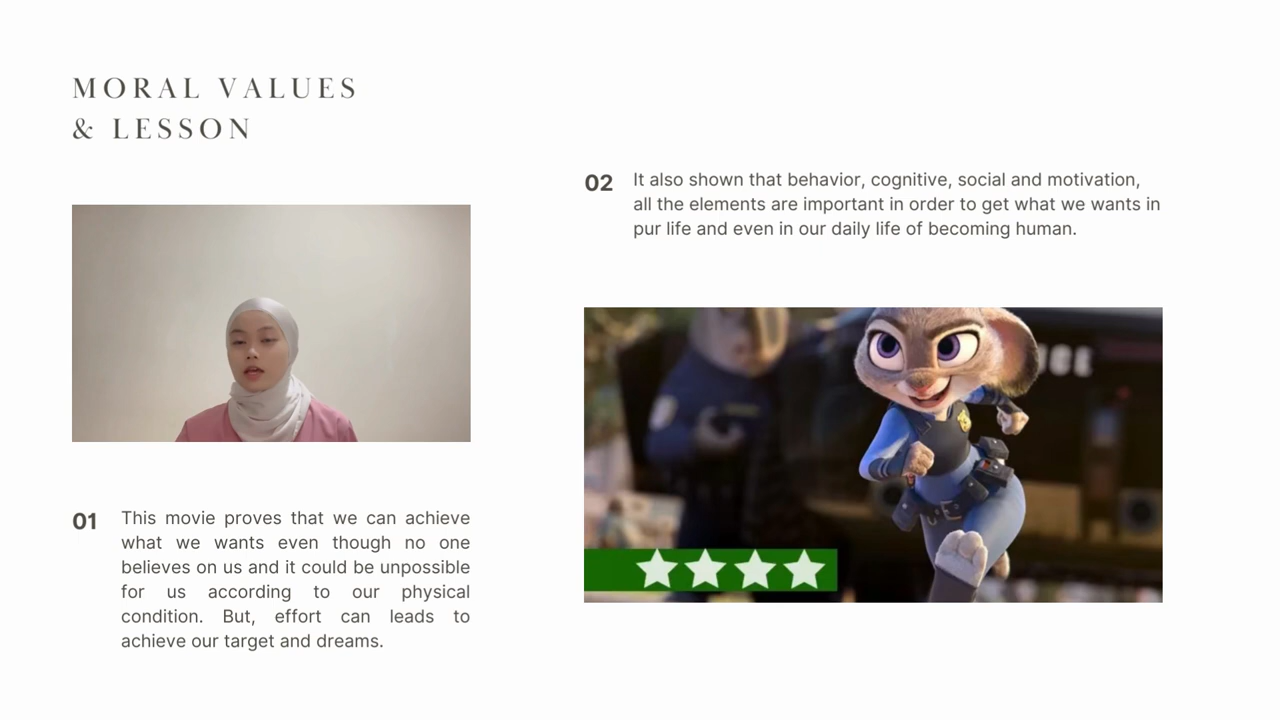 MORAL VALUES
& LESSON
01
This movie proves that we can achieve
what we wants even though no one
believes on us and it could be unpossible
for us according to our physical
condition. But, effort can leads to
achieve our target and dreams.
02
It also shown that behavior, cognitive, social and motivation,
all the elements are important in order to get what we wants in
pur life and even in our daily life of becoming human.